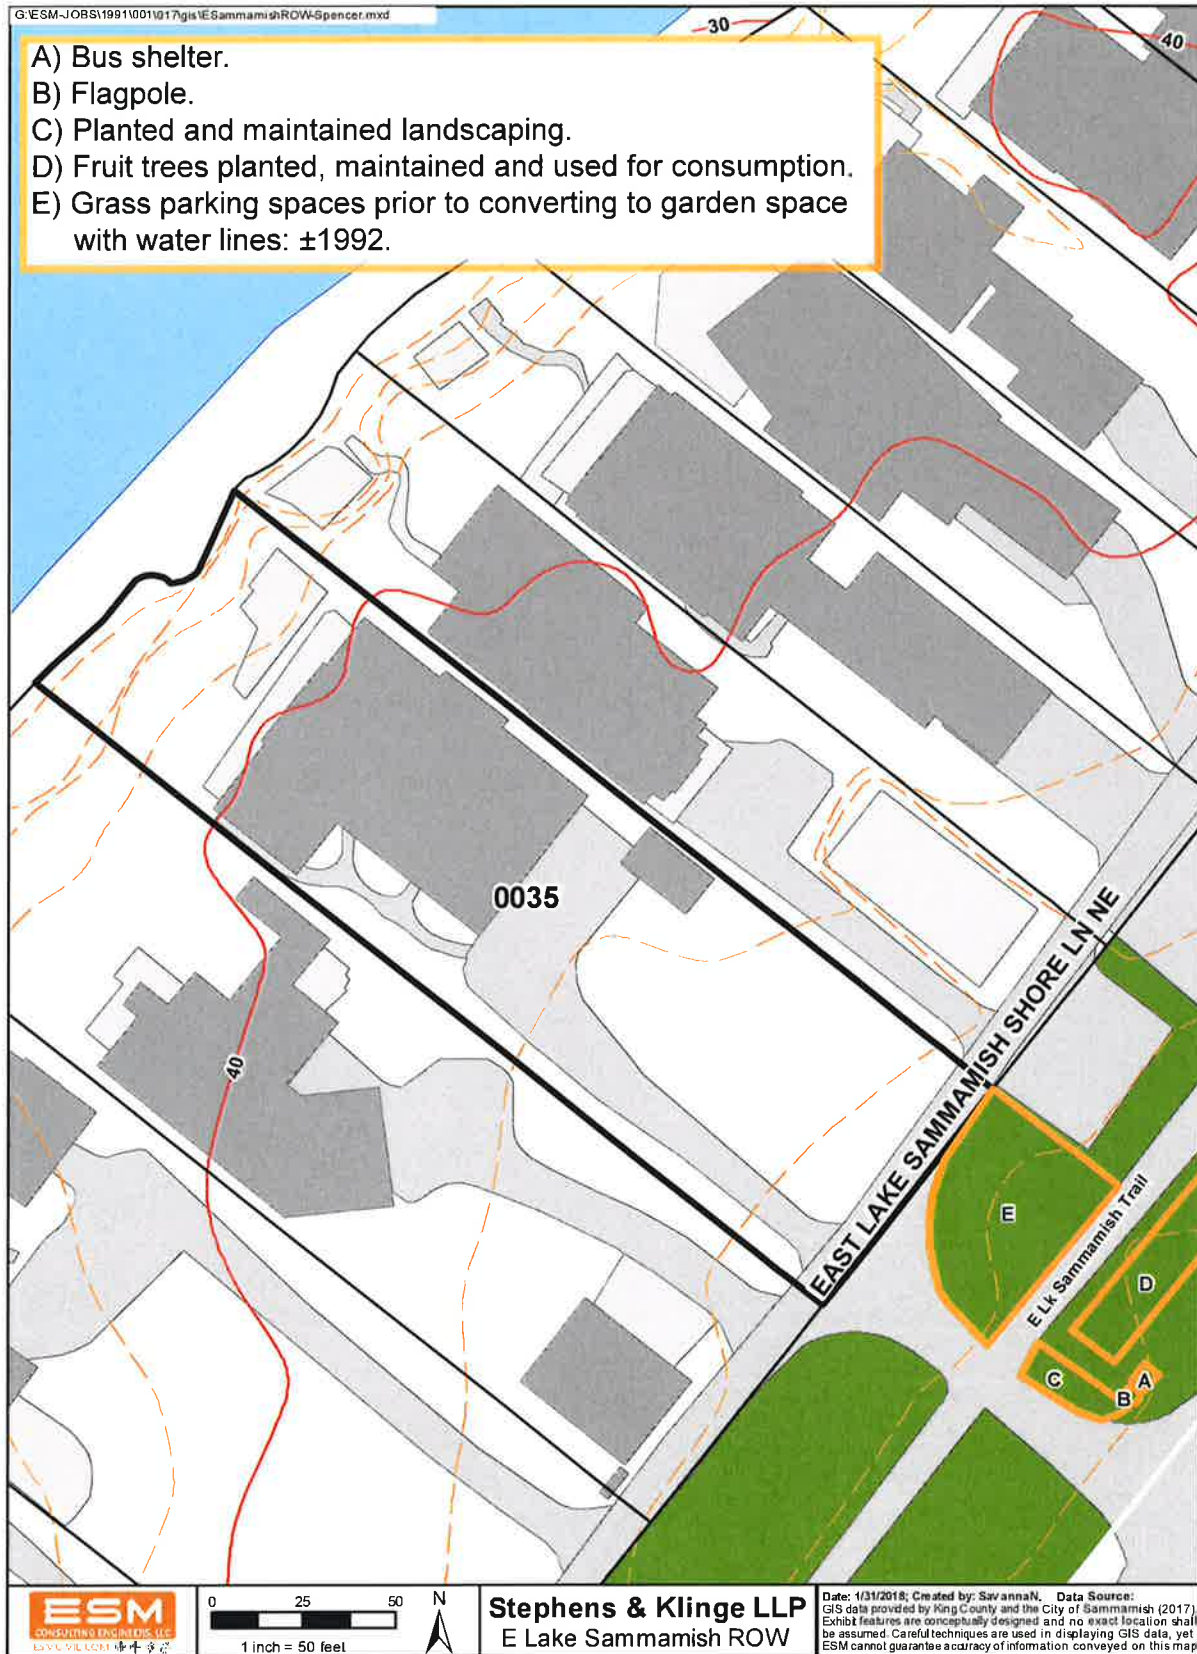 G:\ESM-JOBS\1991\001\017\gis\ESammamishROW-Spencer.mxd
A) Bus shelter.
B) Flagpole.
C) Planted and maintained landscaping.
D) Fruit trees planted, maintained and used for consumption.
E) Grass parking spaces prior to converting to garden space
with water lines: ±1992.
30
40
0035
40
EAST LAKE SAMMAMISH SHORE LN NE
E
E Lk Sammamish Trail
D
C
B
A
ESM
CONSULTING ENGINEERS, LLC
0 25 50
1 inch = 50 feet
N
Stephens & Klinge LLP
E Lake Sammamish ROW
Date: 1/31/2018; Created by: SavannaN. Data Source:
GIS data provided by King County and the City of Sammamish (2017).
Exhibit features are conceptually designed and no exact location shall
be assumed. Careful techniques are used in displaying GIS data, yet
ESM cannot guarantee accuracy of information conveyed on this map